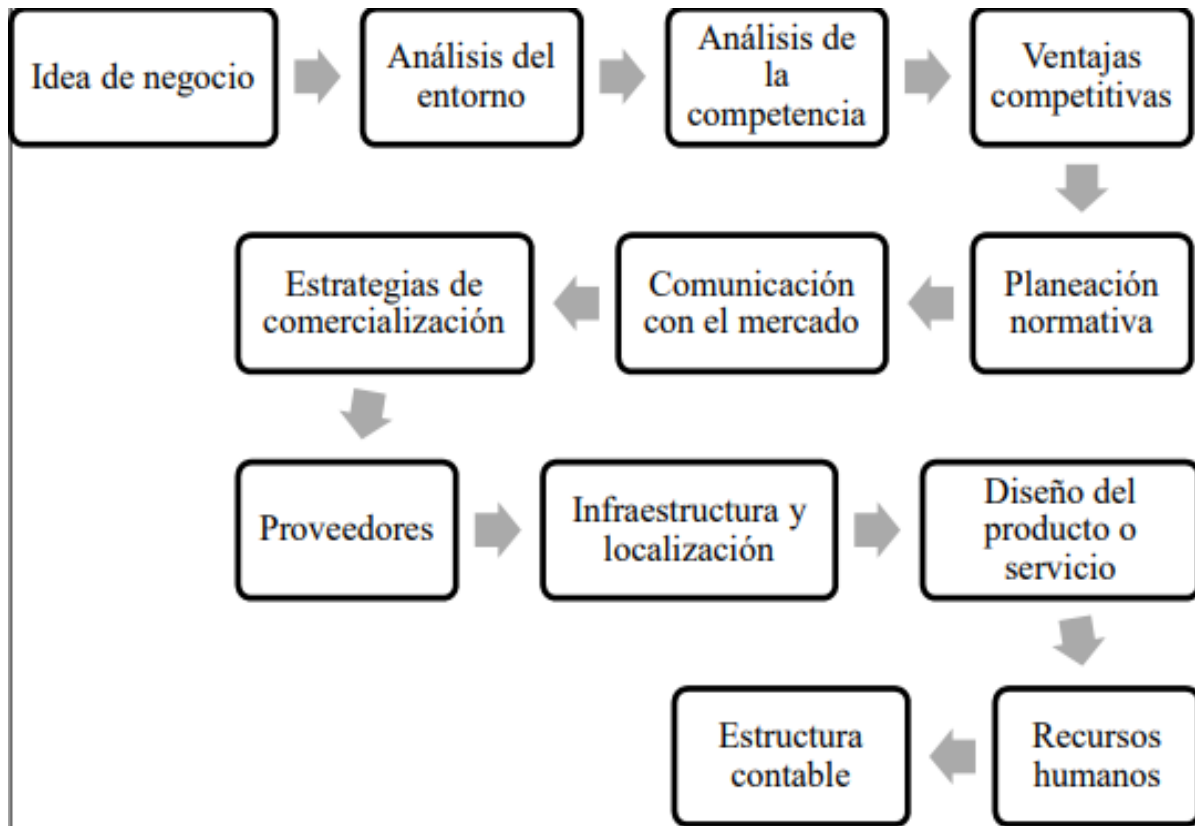 Idea de negocio
Análisis del
entorno
Análisis de
la
competencia
Ventajas
competitivas
Planeación
normativa
Comunicación
con el mercado
Estrategias de
comercialización
Proveedores
Infraestructura y
localización
Diseño del
producto o
servicio
Recursos
humanos
Estructura
contable